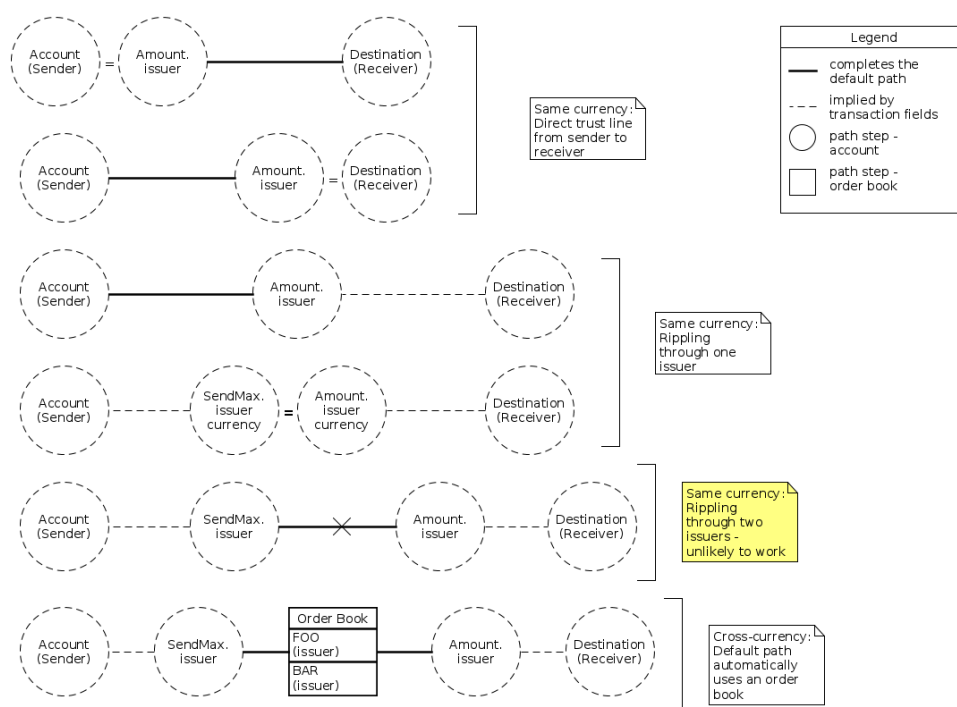 Account
(Sender)
=
Amount.
issuer
Destination
(Receiver)
Account
(Sender)
Amount.
issuer
=
Destination
(Receiver)
Same currency:
Direct trust line
from sender to
receiver
Legend
completes the
default path
implied by
transaction fields
path step -
account
path step -
order book
Account
(Sender)
Amount.
issuer
Destination
(Receiver)
Account
(Sender)
SendMax.
issuer
currency
=
Amount.
issuer
currency
Destination
(Receiver)
Same currency:
Rippling
through one
issuer
Account
(Sender)
SendMax.
issuer
Amount.
issuer
Destination
(Receiver)
Same currency:
Rippling
through two
issuers -
unlikely to work
Account
(Sender)
SendMax.
issuer
Order Book
FOO
(issuer)
BAR
(issuer)
Amount.
issuer
Destination
(Receiver)
Cross-currency:
Default path
automatically
uses an order
book